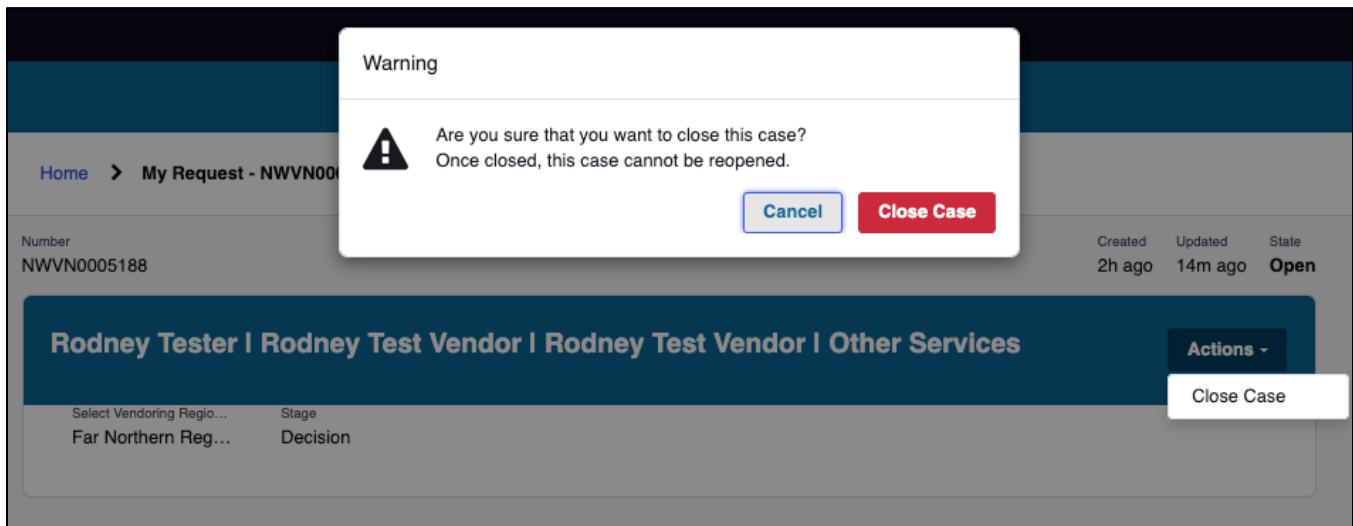 Warning
Are you sure that you want to close this case?
Once closed, this case cannot be reopened.
Cancel Close Case
Home > My Request - NWVN00
Number
NWVN0005188
Created Updated State
2h ago 14m ago Open
Rodney Tester | Rodney Test Vendor | Rodney Test Vendor | Other Services
Actions
Close Case
Select Vendoring Regio... Stage
Far Northern Reg... Decision